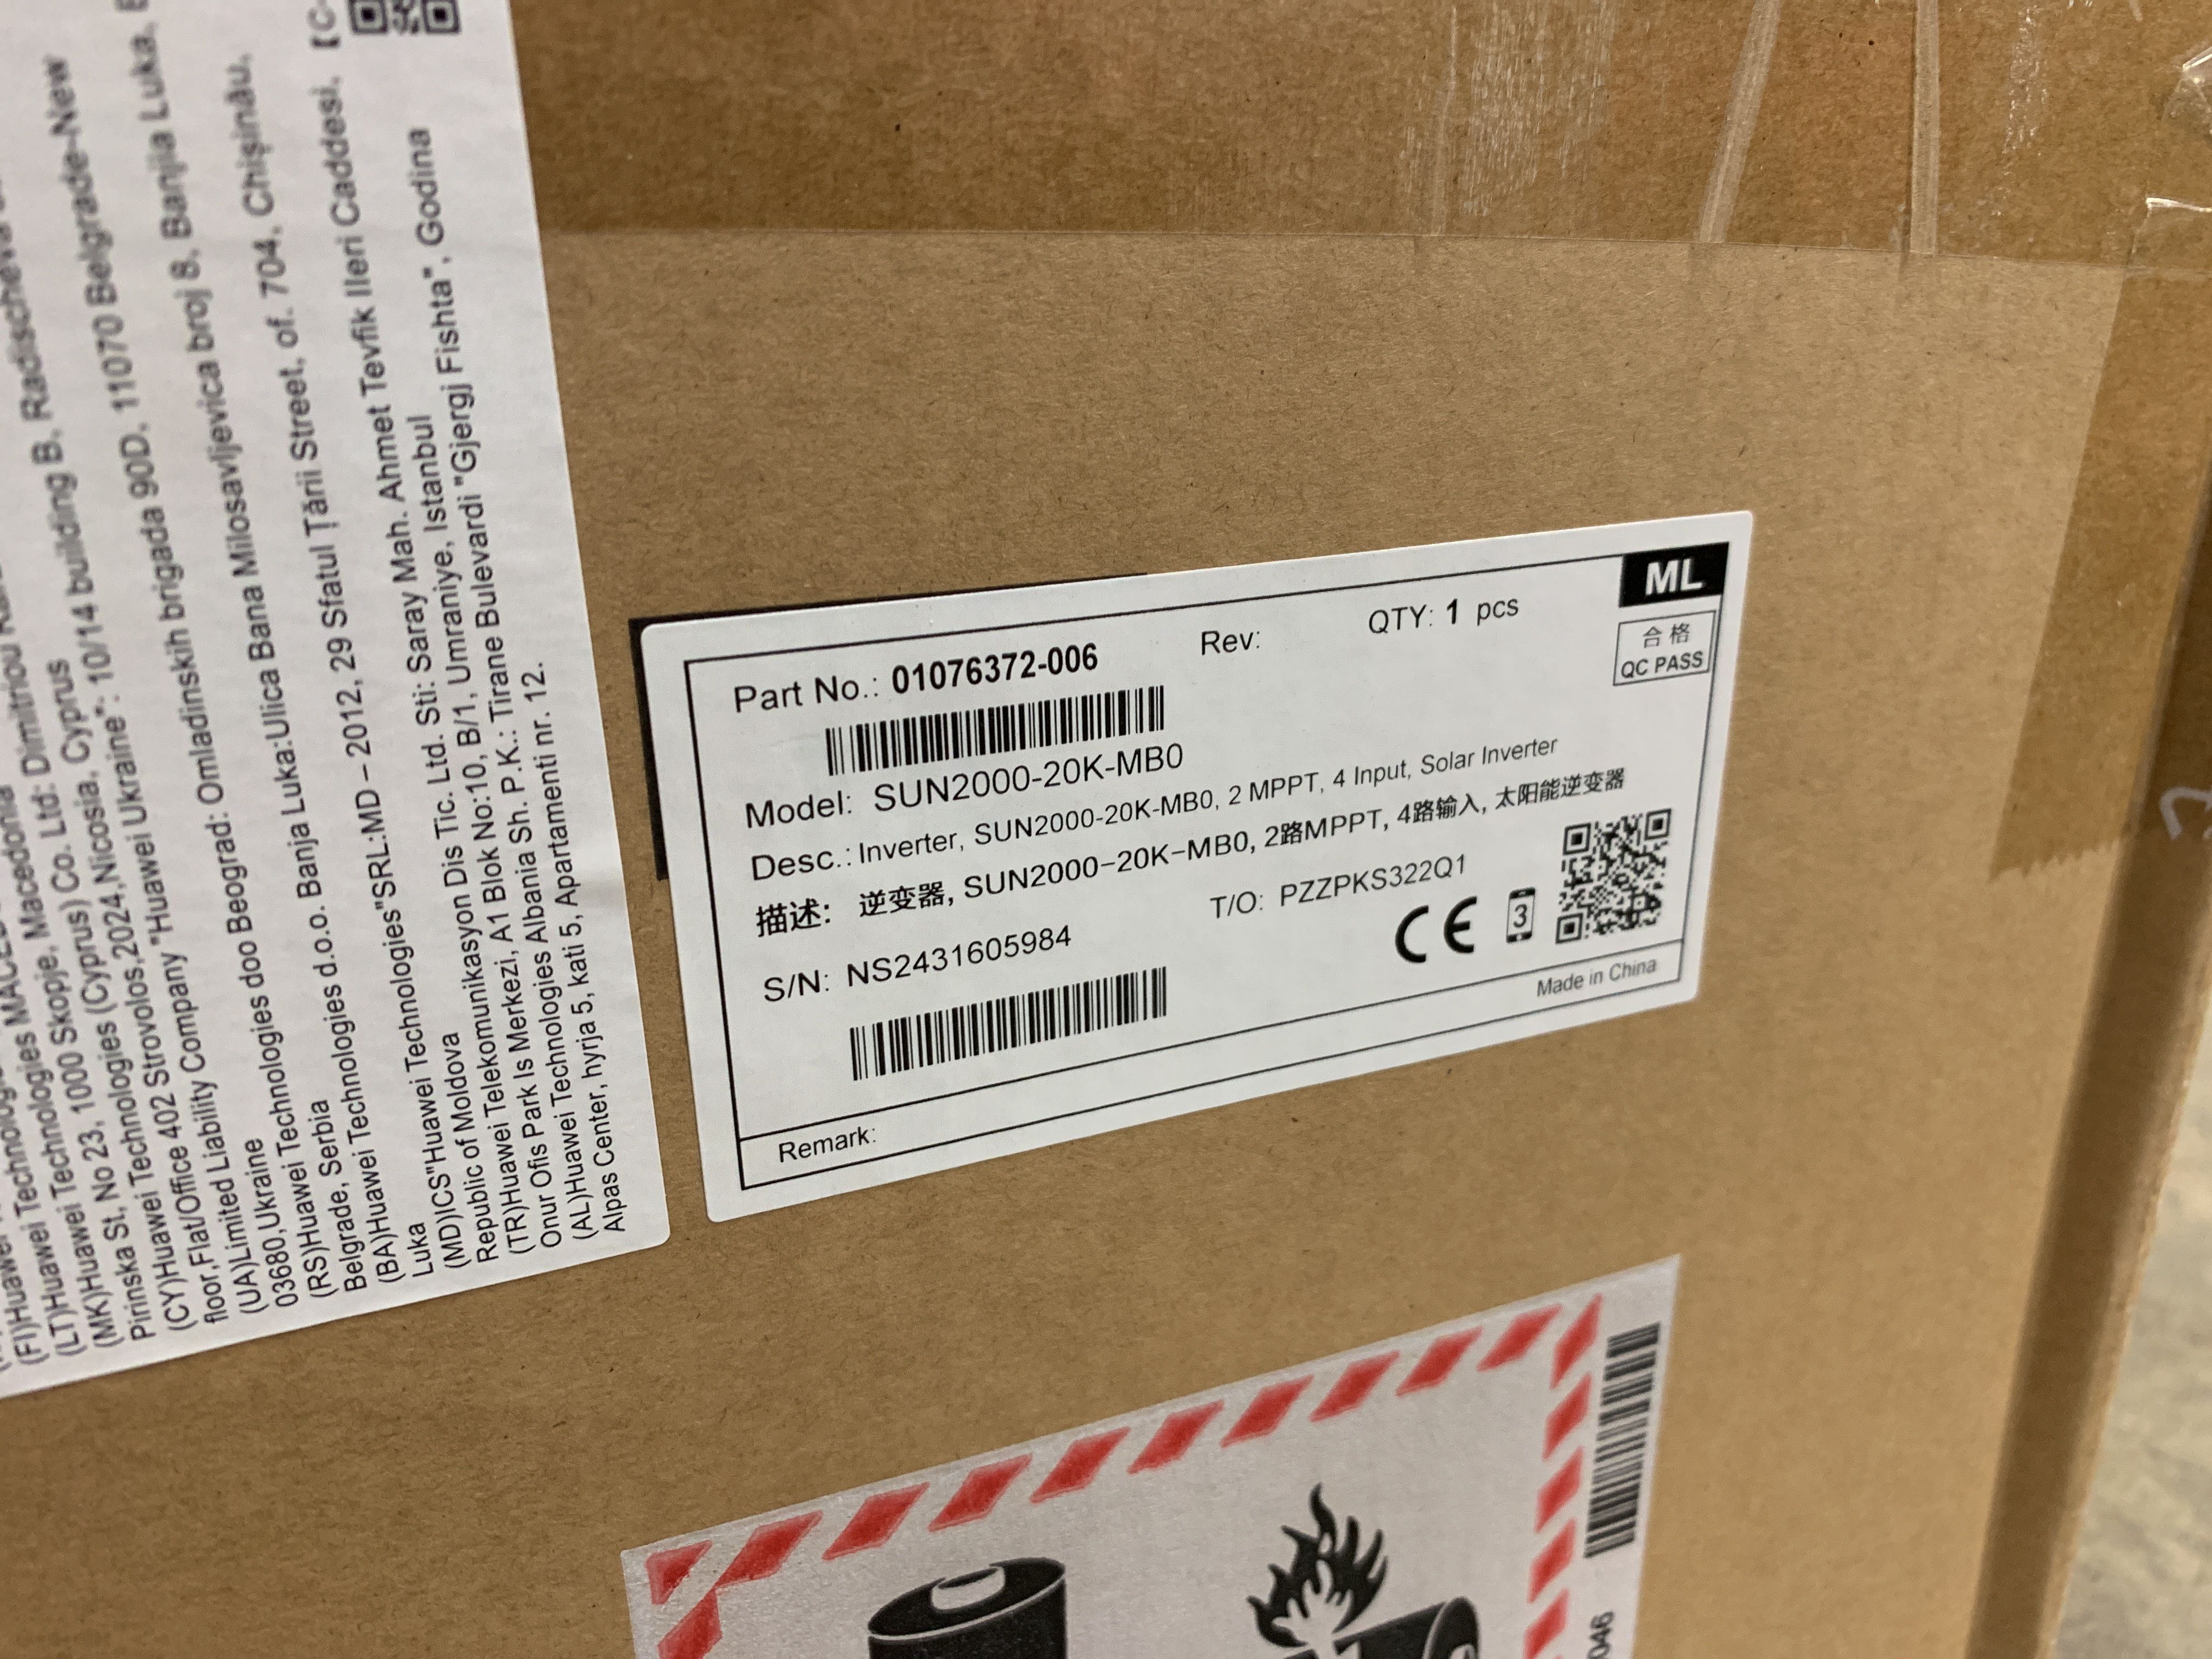 ML
合格
QC PASS
Part No.: 01076372-006
Rev:
QTY: 1 pcs
Model: SUN2000-20K-MB0
Desc.: Inverter, SUN2000-20K-MB0, 2 MPPT, 4 Input, Solar Inverter
描述: 逆变器, SUN2000-20K-MB0, 2路MPPT, 4路输入, 太阳能逆变器
T/O: PZZPKS322Q1
S/N: NS2431605984
CE
3
Made in China
Remark:
(FI)Huawei Technologies
(LT)Huawei Technologies MACEDONIA
(MK)Huawei Technologies Skopje, Macedonia
Pirinska St, No 23, 1000 Skopje, Macedonia
(CY)Huawei Technologies (Cyprus) Co. Ltd: Dimitriou
floor,Flat/Office 402 Strovolos,2024,Nicosia, Cyprus
(UA)Limited Liability Company "Huawei Ukraine": 10/14 building B, Radischeva
03680,Ukraine
(RS)Huawei Technologies doo Beograd: Omladinskih brigada 90D, 11070 Belgrade-New
Belgrade, Serbia
(BA)Huawei Technologies d.o.o. Banja Luka:Ulica Bana Milosavljevica broj 8, Banjia Luka,
Luka
(MD)ICS"Huawei Technologies"SRL:MD–2012, 29 Sfatul Țării Street, of. 704, Chișinău,
Republic of Moldova
(TR)Huawei Telekomunikasyon Dis Tic. Ltd. Sti: Saray Mah. Ahmet Tevfik Ileri Caddesi,
Onur Ofis Park Is Merkezi, A1 Blok No:10, B/1, Umraniye, Istanbul
(AL)Huawei Technologies Albania Sh. P.K.: Tirane Bulevardi "Gjergj Fishta", Godina
Alpas Center, hyrja 5, kati 5, Apartamenti nr. 12.
046